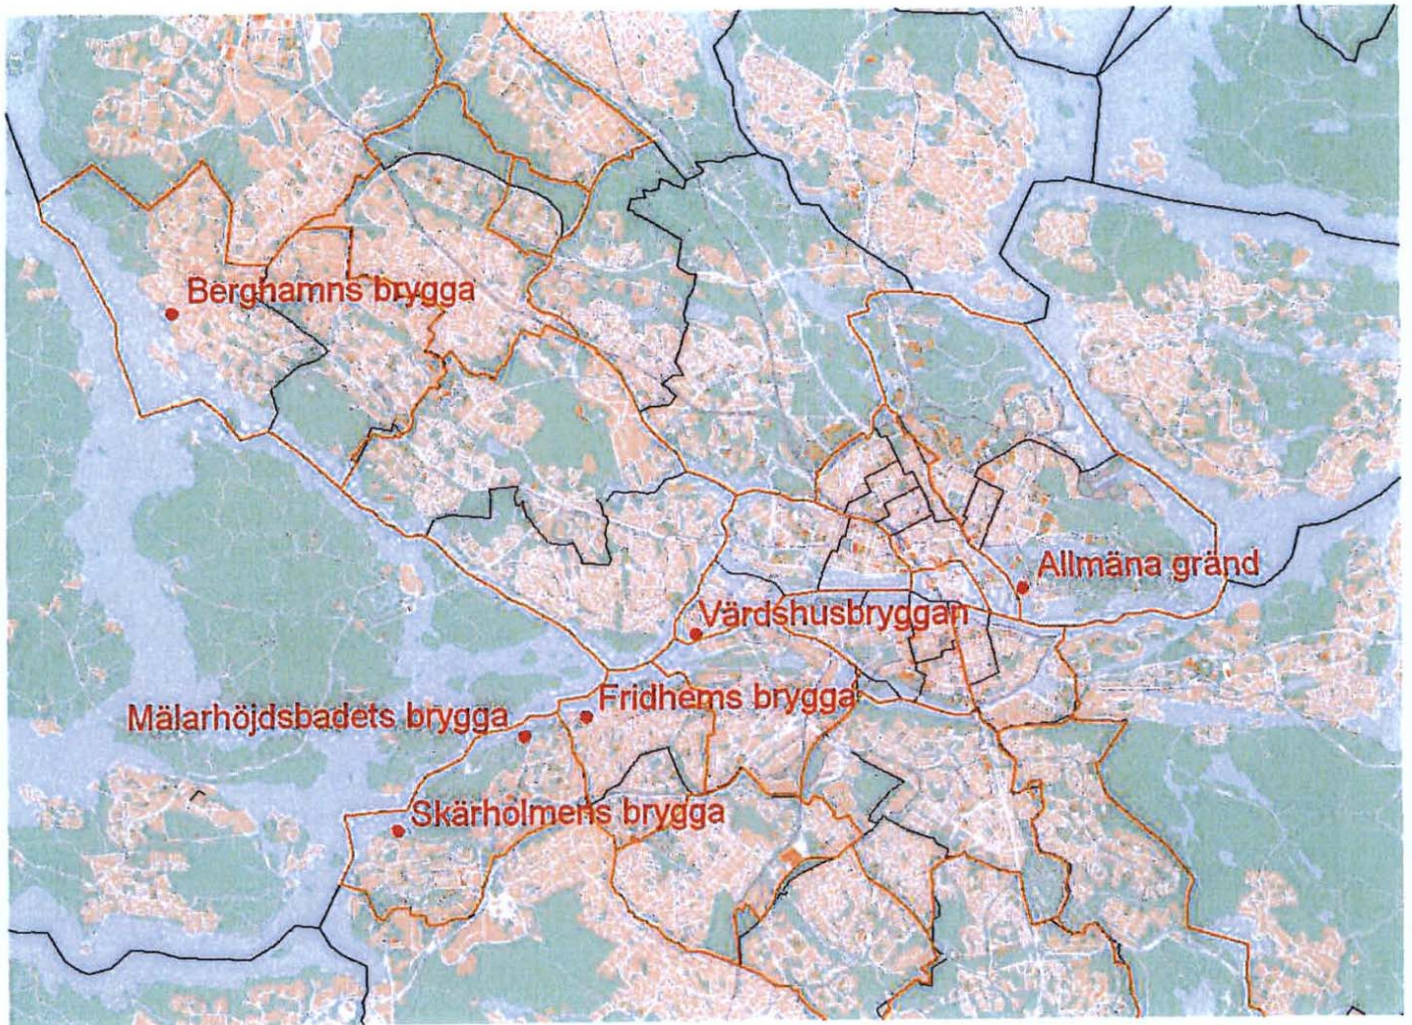 Berghamns brygga
Allmäna gränd
Värdshusbryggan
Fridhems brygga
Mälarhöjdsbadets brygga
Skärholmens brygga